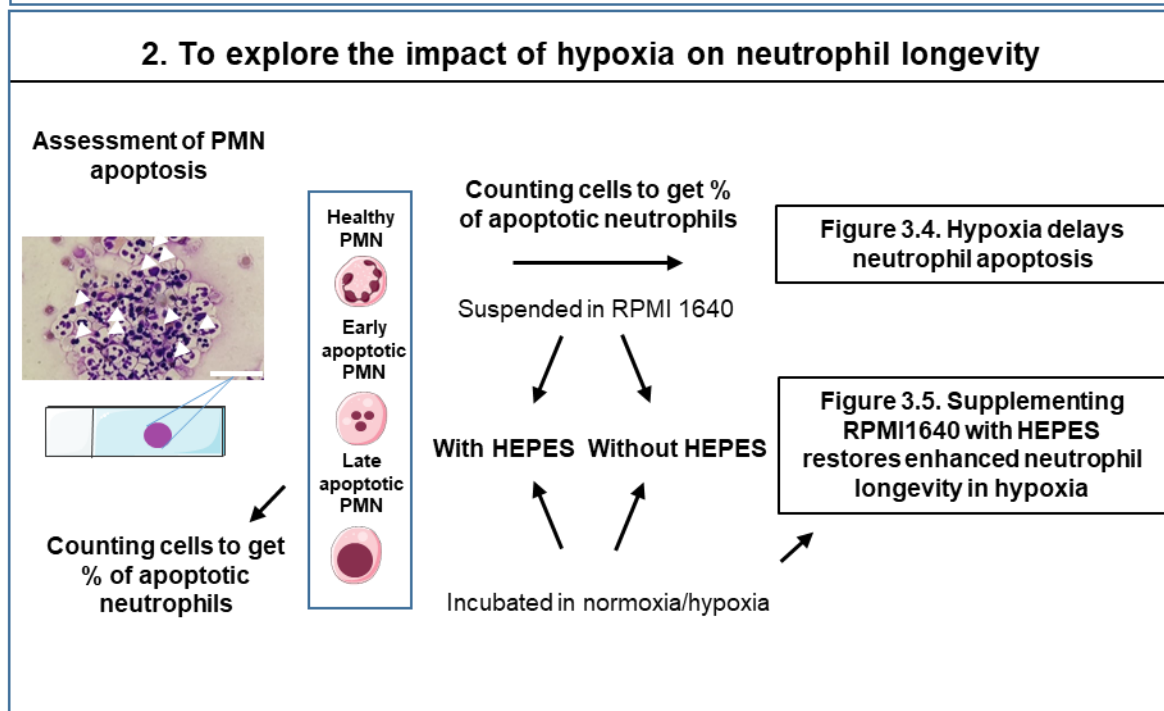 2. To explore the impact of hypoxia on neutrophil longevity
Assessment of PMN
apoptosis
Counting cells to get
% of apoptotic
neutrophils
Healthy
PMN
Early
apoptotic
PMN
Late
apoptotic
PMN
Counting cells to get %
of apoptotic neutrophils
Suspended in RPMI 1640
With HEPES
Without HEPES
Incubated in normoxia/hypoxia
Figure 3.4. Hypoxia delays
neutrophil apoptosis
Figure 3.5. Supplementing
RPMI1640 with HEPES
restores enhanced neutrophil
longevity in hypoxia